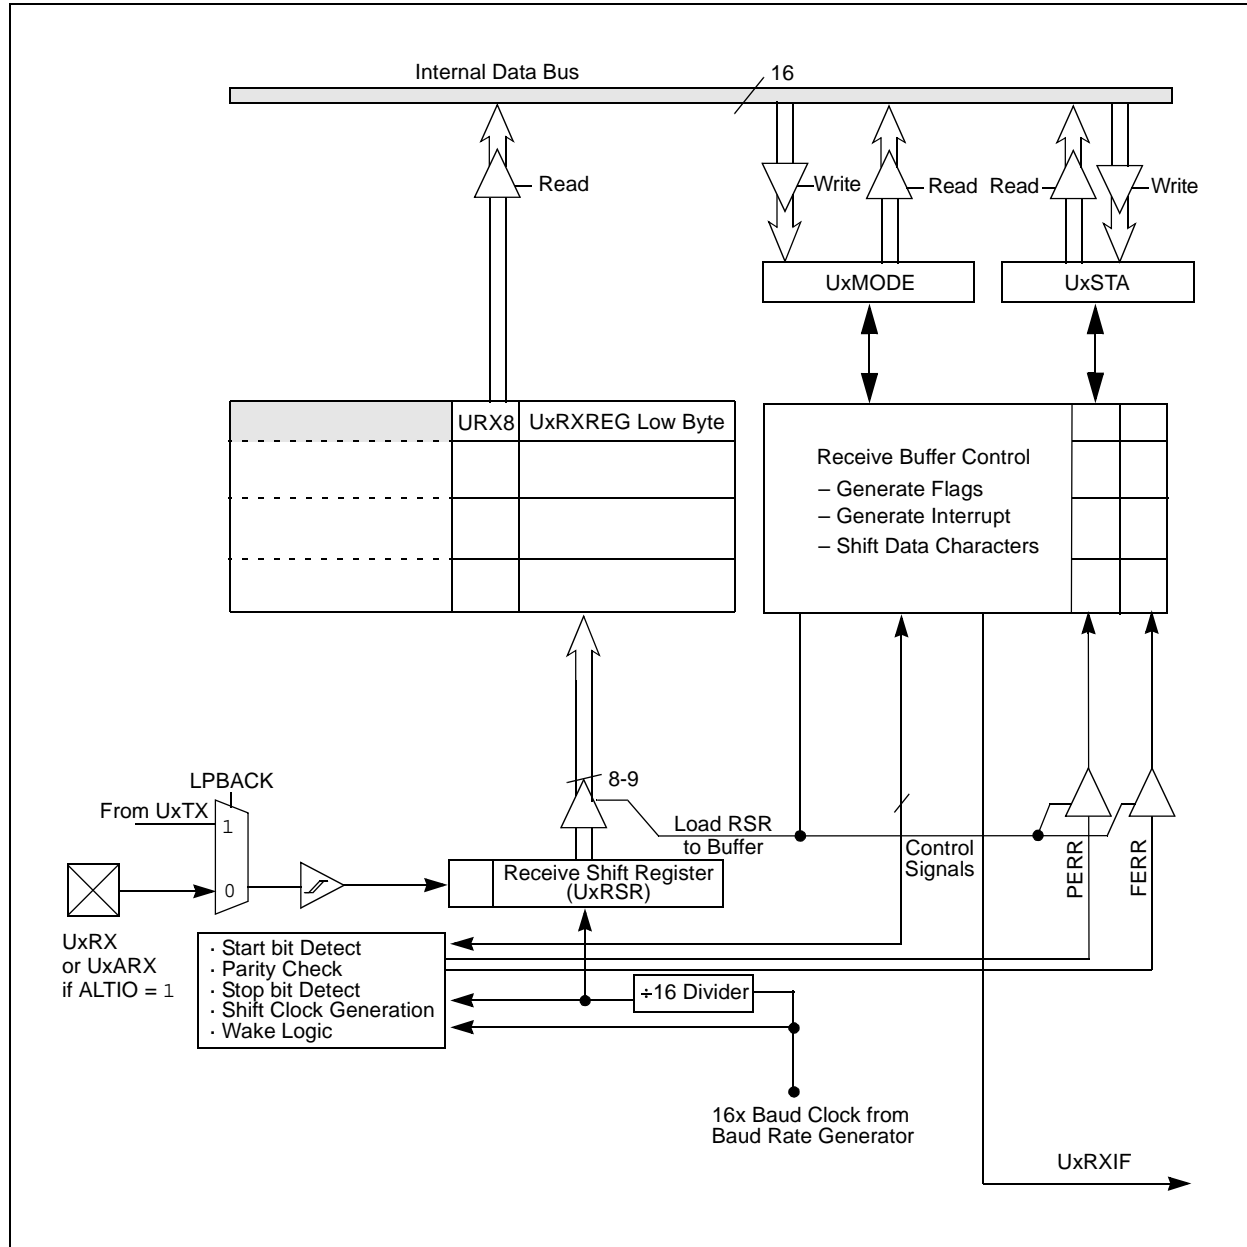 Internal Data Bus
16
Read
Write
Read
Read
Write
UxMODE
UxSTA
URX8
UxRXREG Low Byte
Receive Buffer Control
– Generate Flags
– Generate Interrupt
– Shift Data Characters
LPBACK
From UxTX
1
0
8-9
Load RSR
to Buffer
Control
Signals
PERR
FERR
Receive Shift Register
(UxRSR)
UxRX
or UxARX
if ALTIO = 1
· Start bit Detect
· Parity Check
· Stop bit Detect
· Shift Clock Generation
· Wake Logic
÷16 Divider
16x Baud Clock from
Baud Rate Generator
UxRXIF